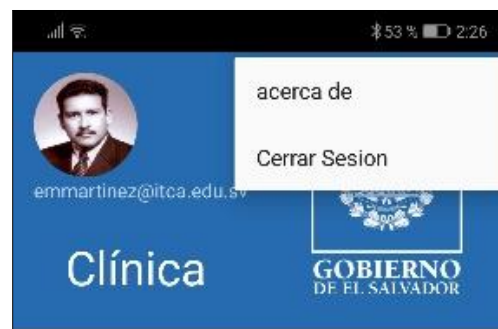 53 % 2:26
acerca de
Cerrar Sesion
emmartinez@itca.edu.sv
Clínica
GOBIERNO
DE EL SALVADOR